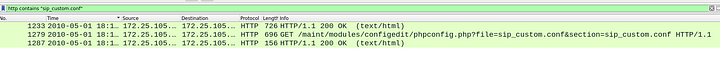 http contains "sip_custom.conf"
No. Time Source Destination Protocol Length Info
1233 2010-05-01 18:1… 172.25.105.… 172.25.105.… HTTP 726 HTTP/1.1 200 OK (text/html)
1279 2010-05-01 18:1… 172.25.105.… 172.25.105.… HTTP 696 GET /maint/modules/configedit/phpconfig.php?file=sip_custom.conf&section=sip_custom.conf HTTP/1.1
1287 2010-05-01 18:1… 172.25.105.… 172.25.105.… HTTP 156 HTTP/1.1 200 OK (text/html)